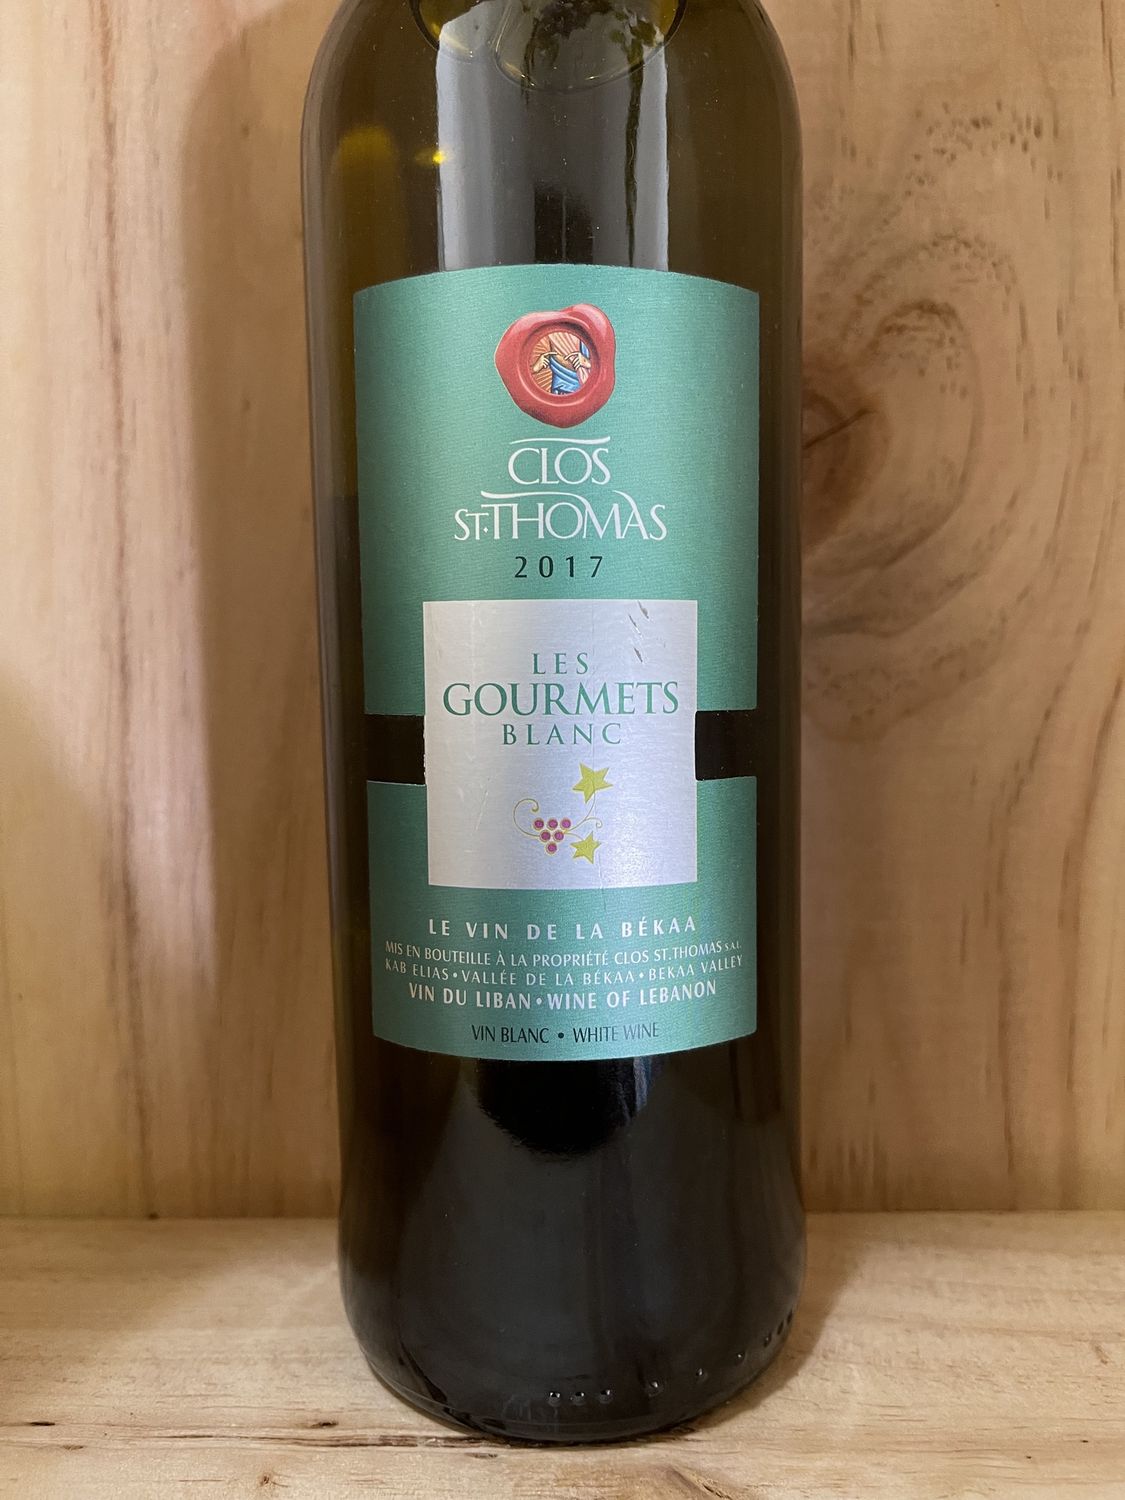 CLOS
ST.THOMAS
2017
LES
GOURMETS
BLANC
LE VIN DE LA BÉKAA
MIS EN BOUTEILLE À LA PROPRIÉTÉ CLOS ST.THOMAS s.a.l.
KAB ELIAS • VALLÉE DE LA BÉKAA • BEKAA VALLEY
VIN DU LIBAN • WINE OF LEBANON
VIN BLANC • WHITE WINE